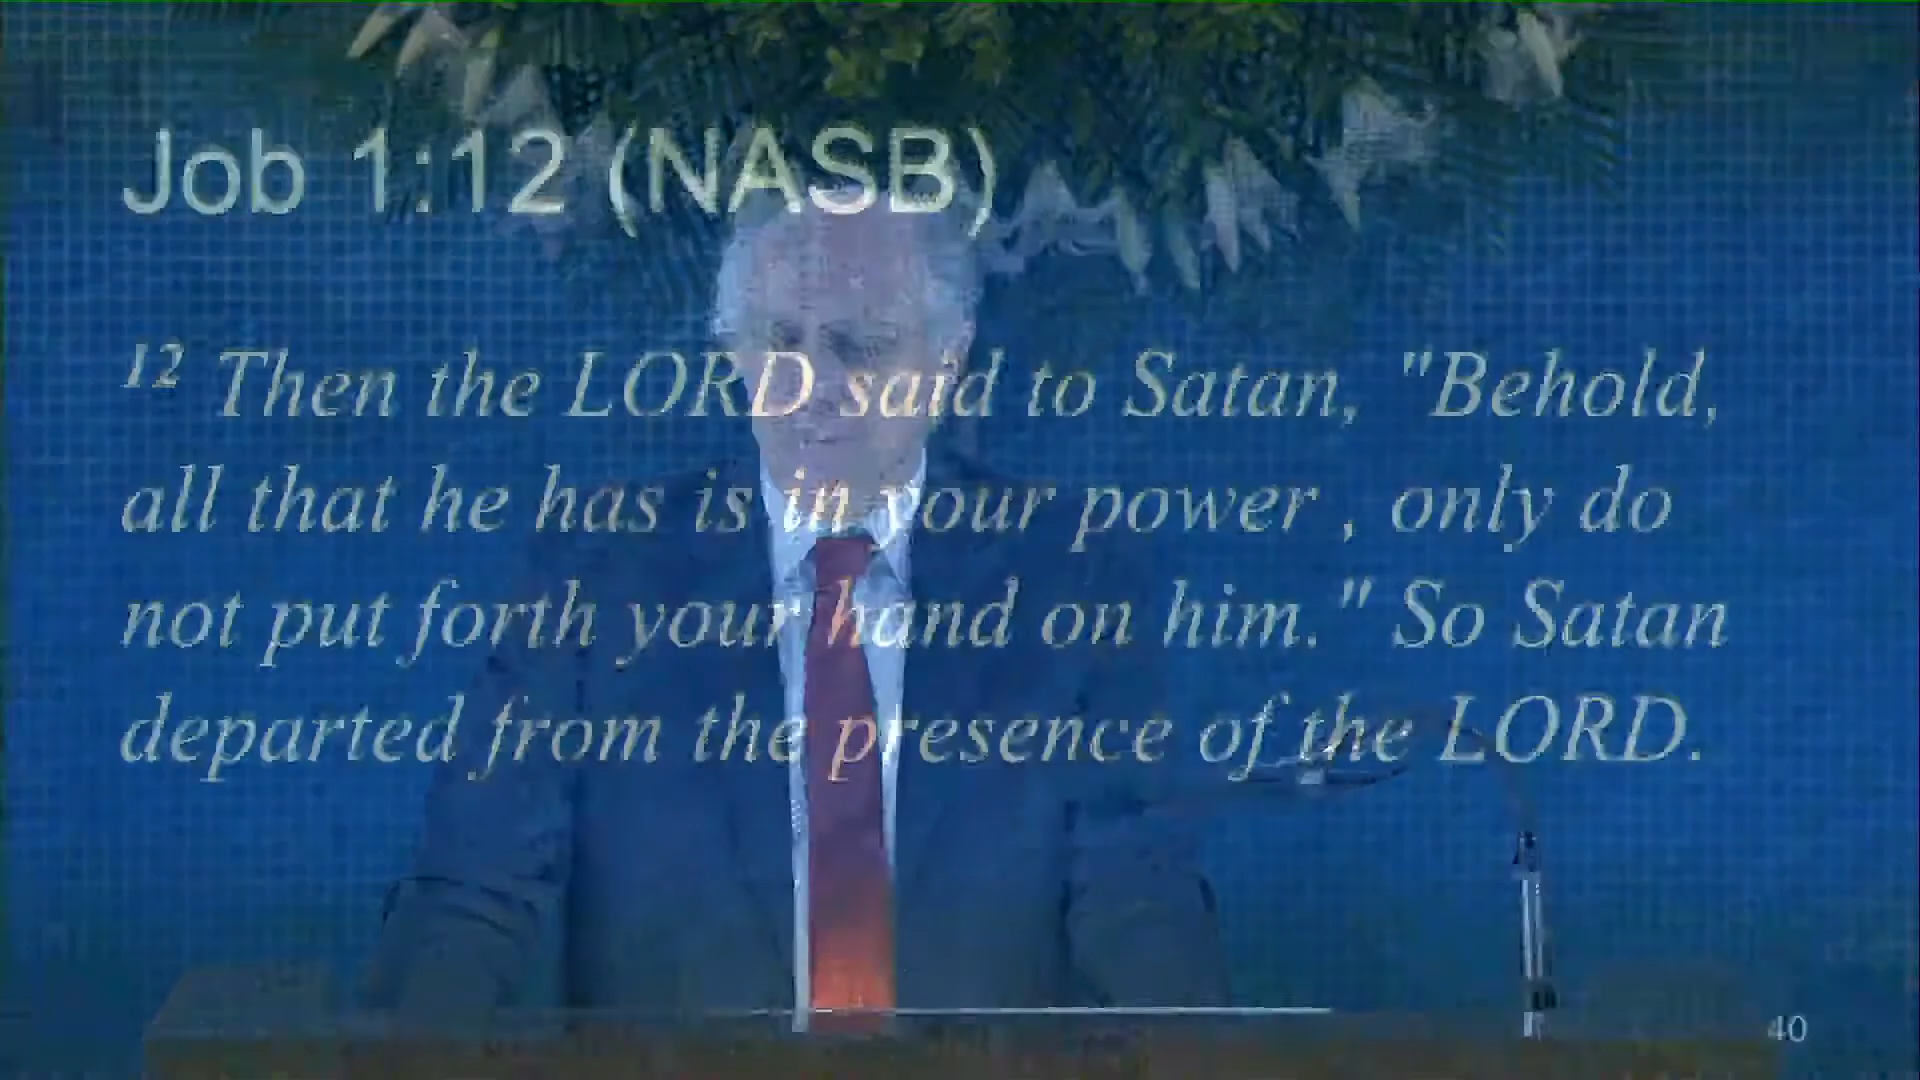 Job 1:12 (NASB)
12 Then the LORD said to Satan, "Behold,
all that he has is in your power , only do
not put forth your hand on him." So Satan
departed from the presence of the LORD.
40